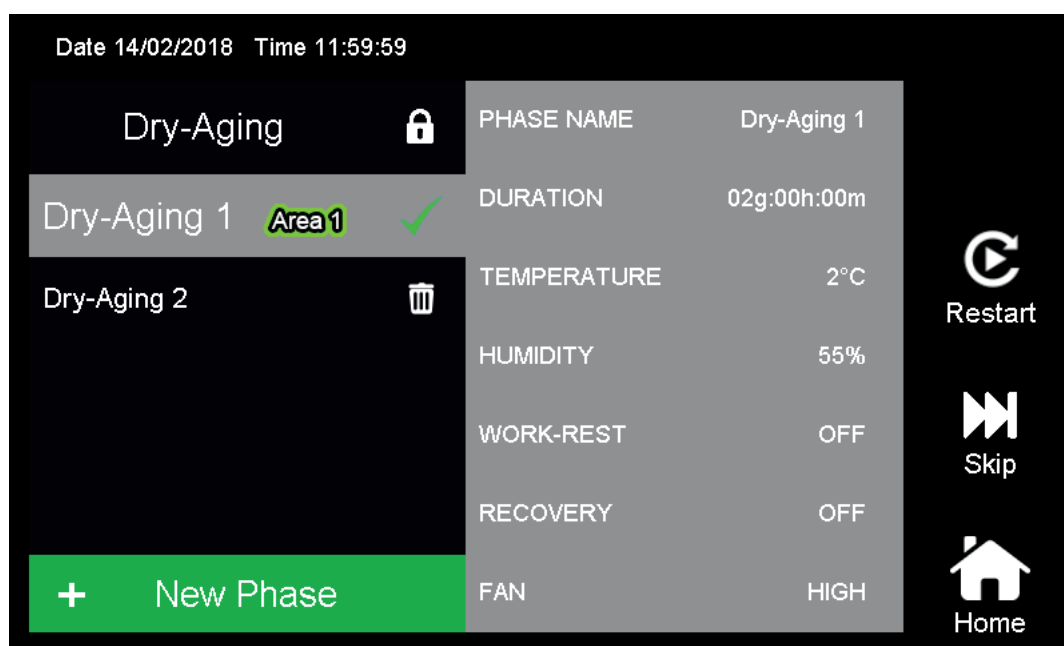 Date 14/02/2018 Time 11:59:59
Dry-Aging
Dry-Aging 1 Area 1
Dry-Aging 2
+ New Phase
PHASE NAME Dry-Aging 1
DURATION 02g:00h:00m
TEMPERATURE 2°C
HUMIDITY 55%
WORK-REST OFF
RECOVERY OFF
FAN HIGH
Restart
Skip
Home